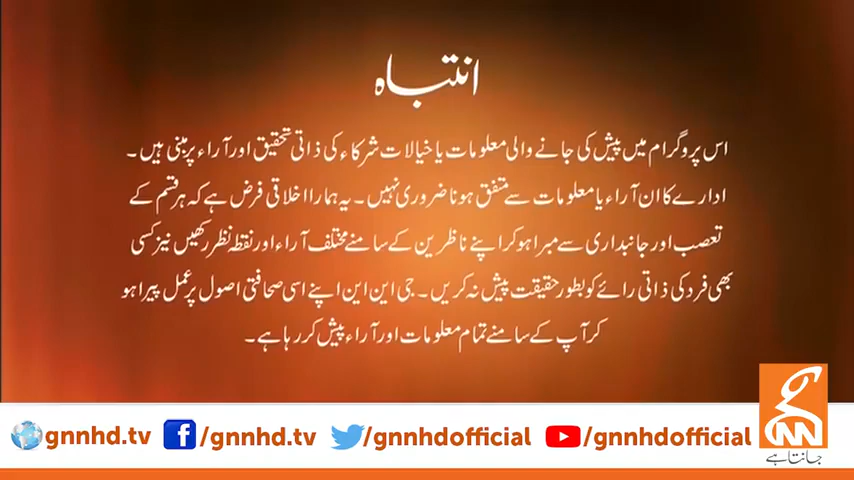 انتباہ
اس پروگرام میں پیش کی جانے والی معلومات یا خیالات شرکاء کی ذاتی تحقیق اور آراء پر مبنی ہیں۔
ادارے کا ان آراء یا معلومات سے متفق ہونا ضروری نہیں۔ یہ ہمارا اخلاقی فرض ہے کہ ہر قسم کے
تعصب اور جانبداری سے مبرا ہو کر اپنے ناظرین کے سامنے مختلف آراء اور نقطہ نظر رکھیں نیز کسی
بھی فرد کی ذاتی رائے کو بطور حقیقت پیش نہ کریں۔ جی این این اپنے اسی صحافتی اصول پر عمل پیرا ہو
کر آپ کے سامنے تمام معلومات اور آراء پیش کر رہا ہے۔
gnnhd.tv /gnnhd.tv /gnnhdofficial /gnnhdofficial
GNN
جانتا ہے